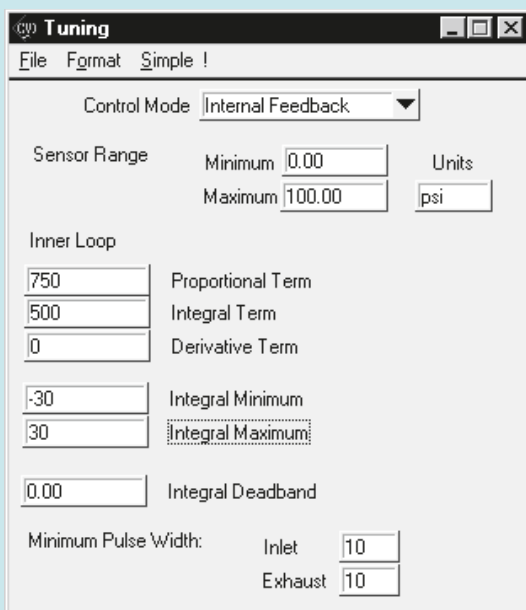 CVI Tuning
File Format Simple !
Control Mode Internal Feedback
Sensor Range Minimum 0.00 Units
Maximum 100.00 psi
Inner Loop
750 Proportional Term
500 Integral Term
0 Derivative Term
-30 Integral Minimum
30 Integral Maximum
0.00 Integral Deadband
Minimum Pulse Width: Inlet 10
Exhaust 10